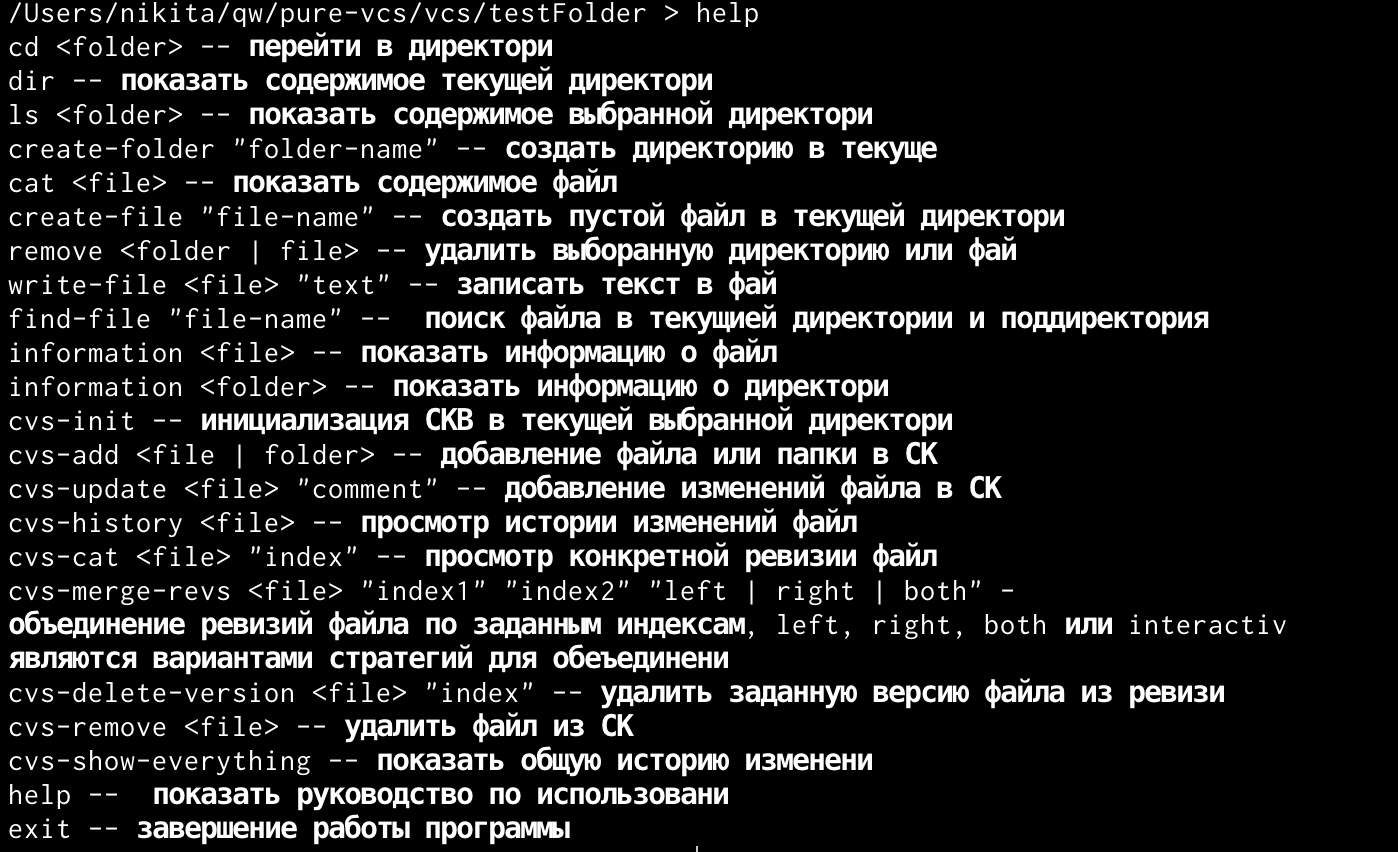 /Users/nikita/qw/pure-vcs/vcs/testFolder > help
cd <folder> -- перейти в директори
dir -- показать содержимое текущей директори
ls <folder> -- показать содержимое выбранной директори
create-folder "folder-name" -- создать директорию в текуще
cat <file> -- показать содержимое файл
create-file "file-name" -- создать пустой файл в текущей директори
remove <folder | file> -- удалить выборанную директорию или фай
write-file <file> "text" -- записать текст в фай
find-file "file-name" --  поиск файла в текущией директории и поддиректория
information <file> -- показать информацию о файл
information <folder> -- показать информацию о директори
cvs-init -- инициализация СКВ в текущей выбранной директори
cvs-add <file | folder> -- добавление файла или папки в СК
cvs-update <file> "comment" -- добавление изменений файла в СК
cvs-history <file> -- просмотр истории изменений файл
cvs-cat <file> "index" -- просмотр конкретной ревизии файл
cvs-merge-revs <file> "index1" "index2" "left | right | both" -
объединение ревизий файла по заданным индексам, left, right, both или interactiv
являются вариантами стратегий для обеъединени
cvs-delete-version <file> "index" -- удалить заданную версию файла из ревизи
cvs-remove <file> -- удалить файл из СК
cvs-show-everything -- показать общую историю изменени
help --  показать руководство по использовани
exit -- завершение работы программы